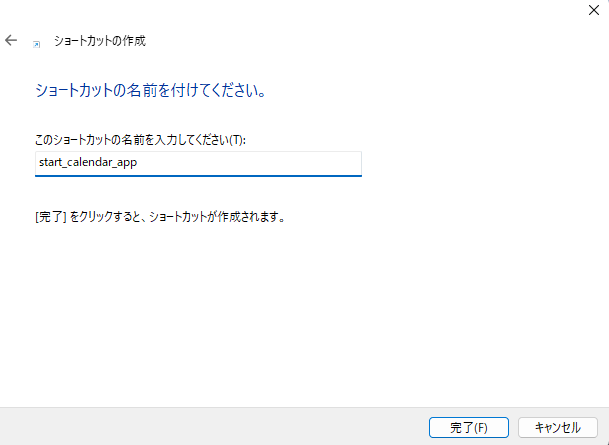 ショートカットの作成
ショートカットの名前を付けてください。
このショートカットの名前を入力してください(T):
start_calendar_app
[完了] をクリックすると、ショートカットが作成されます。
完了(F)
キャンセル